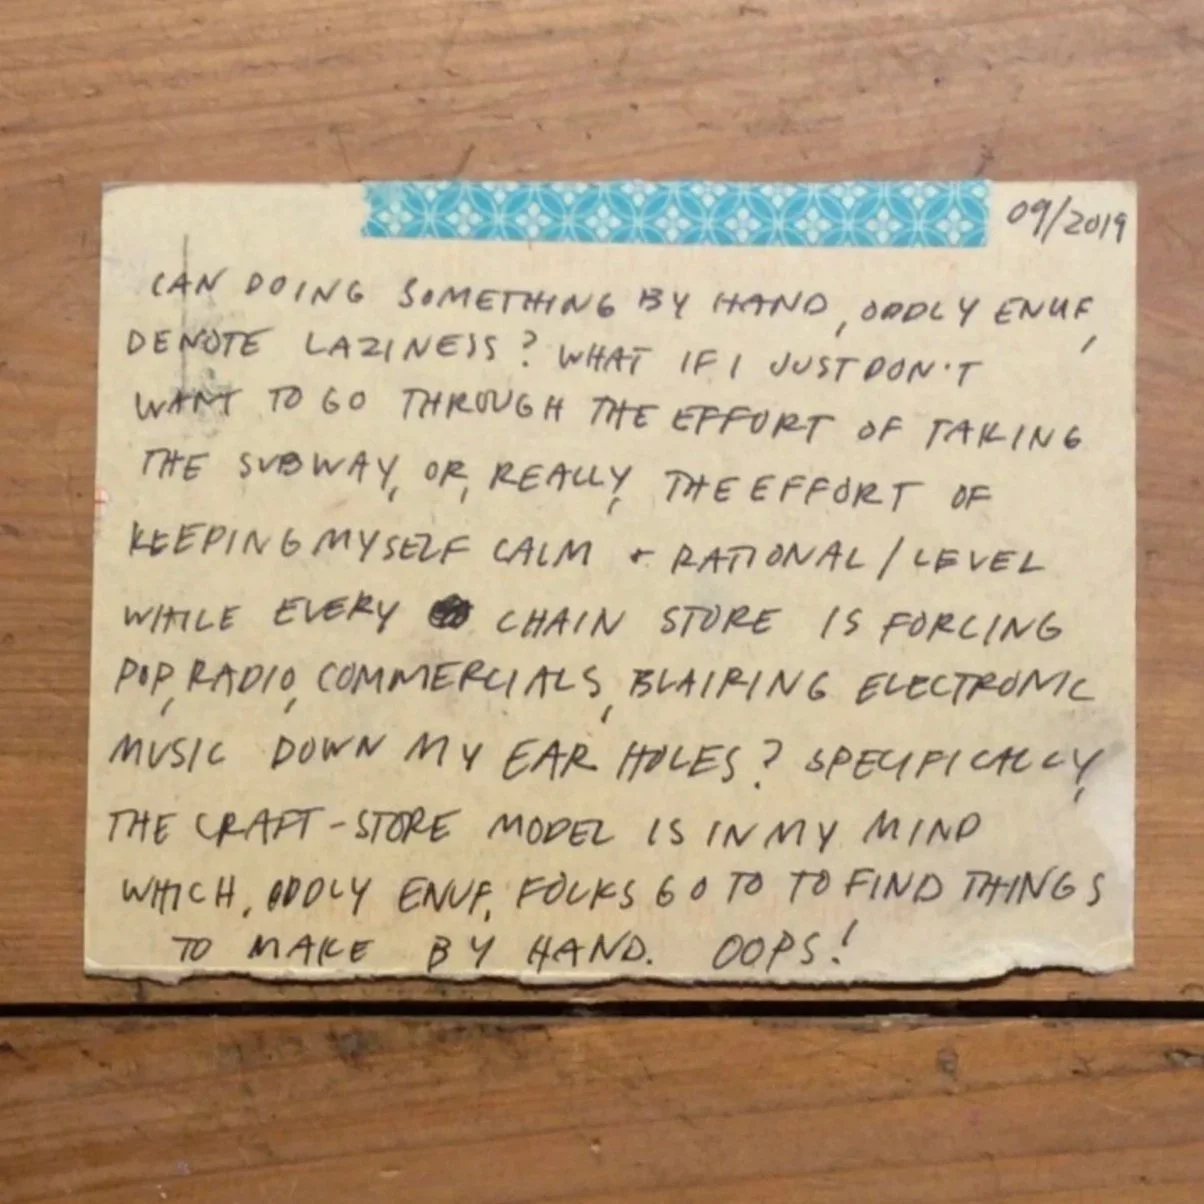 09/2019
CAN DOING SOMETHING BY HAND, ODDLY ENUF,
DENOTE LAZINESS? WHAT IF I JUST DON'T
WANT TO GO THROUGH THE EFFORT OF TAKING
THE SUBWAY, OR, REALLY, THE EFFORT OF
KEEPING MYSELF CALM + RATIONAL/LEVEL
WHILE EVERY CHAIN STORE IS FORCING
POP, RADIO, COMMERCIALS, BLAIRING ELECTRONIC
MUSIC DOWN MY EAR HOLES? SPECIFICALLY,
THE CRAFT-STORE MODEL IS IN MY MIND
WHICH, ODDLY ENUF, FOLKS GO TO TO FIND THINGS
TO MAKE BY HAND. OOPS!